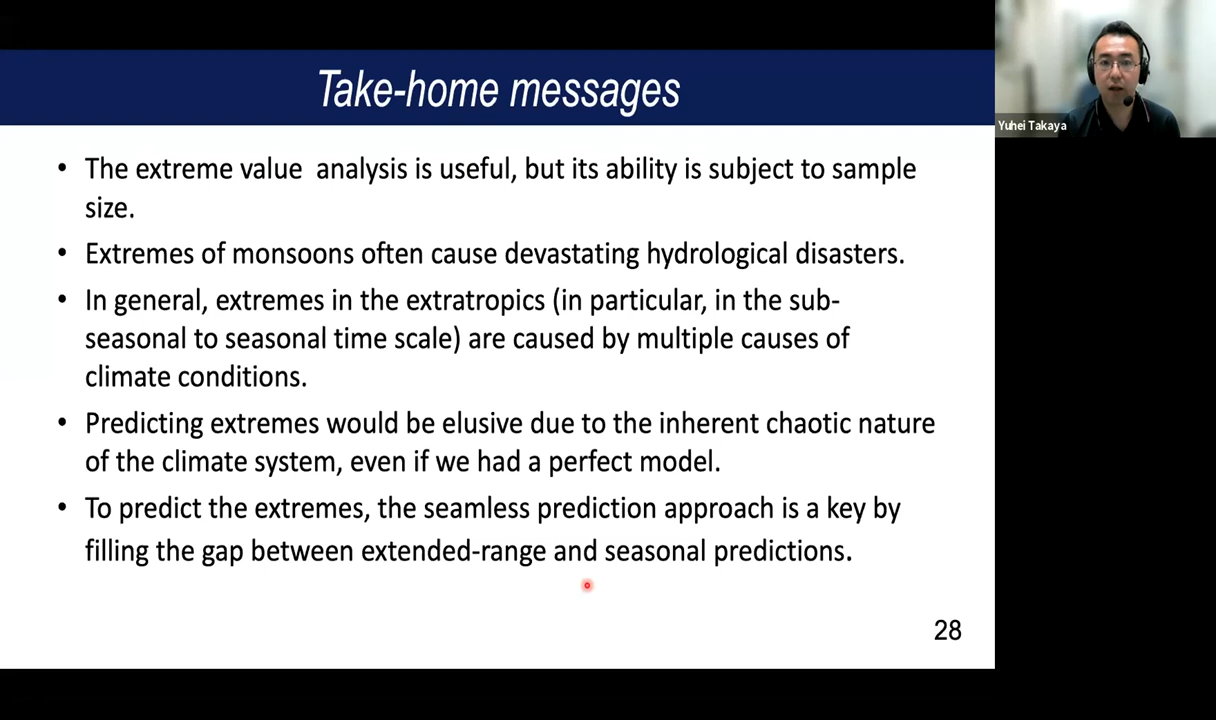 Take-home messages
Yuhei Takaya
• The extreme value analysis is useful, but its ability is subject to sample
size.
• Extremes of monsoons often cause devastating hydrological disasters.
• In general, extremes in the extratropics (in particular, in the sub-
seasonal to seasonal time scale) are caused by multiple causes of
climate conditions.
• Predicting extremes would be elusive due to the inherent chaotic nature
of the climate system, even if we had a perfect model.
• To predict the extremes, the seamless prediction approach is a key by
filling the gap between extended-range and seasonal predictions.
28